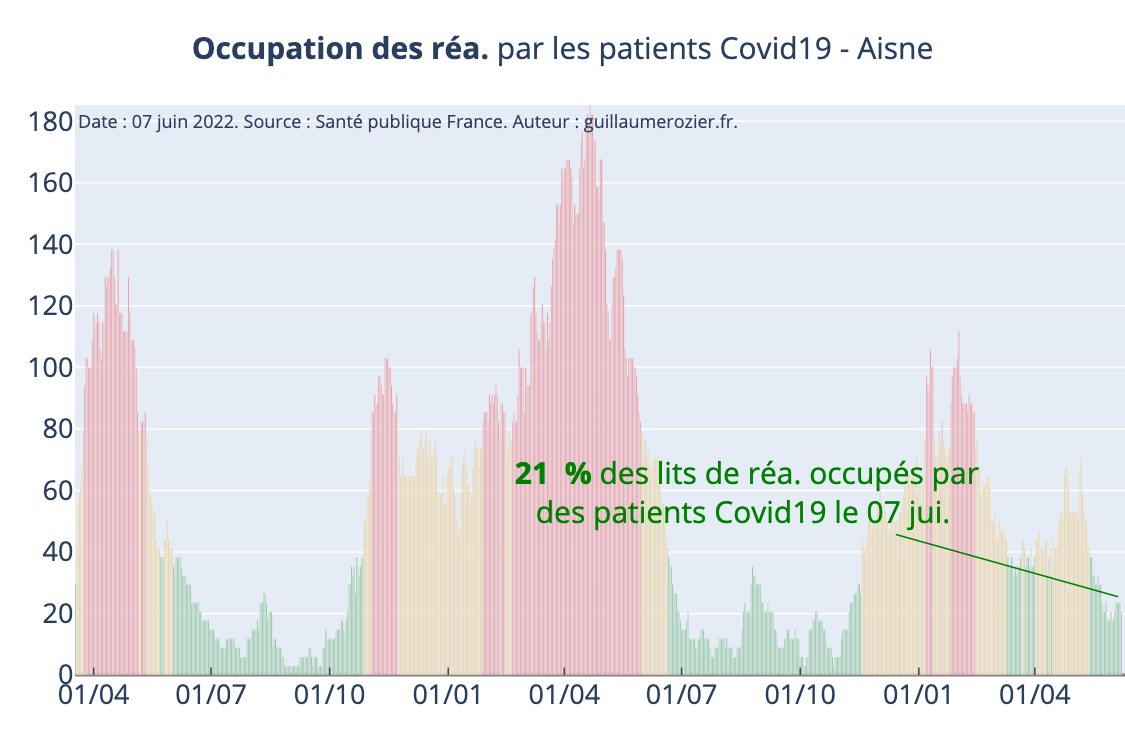 Occupation des réa. par les patients Covid19 - Aisne
180
Date : 07 juin 2022. Source : Santé publique France. Auteur : guillaumerozier.fr.
160
140
120
100
80
60
40
20
0
21 % des lits de réa. occupés par
des patients Covid19 le 07 jui.
01/04 01/07 01/10 01/01 01/04 01/07 01/10 01/01 01/04